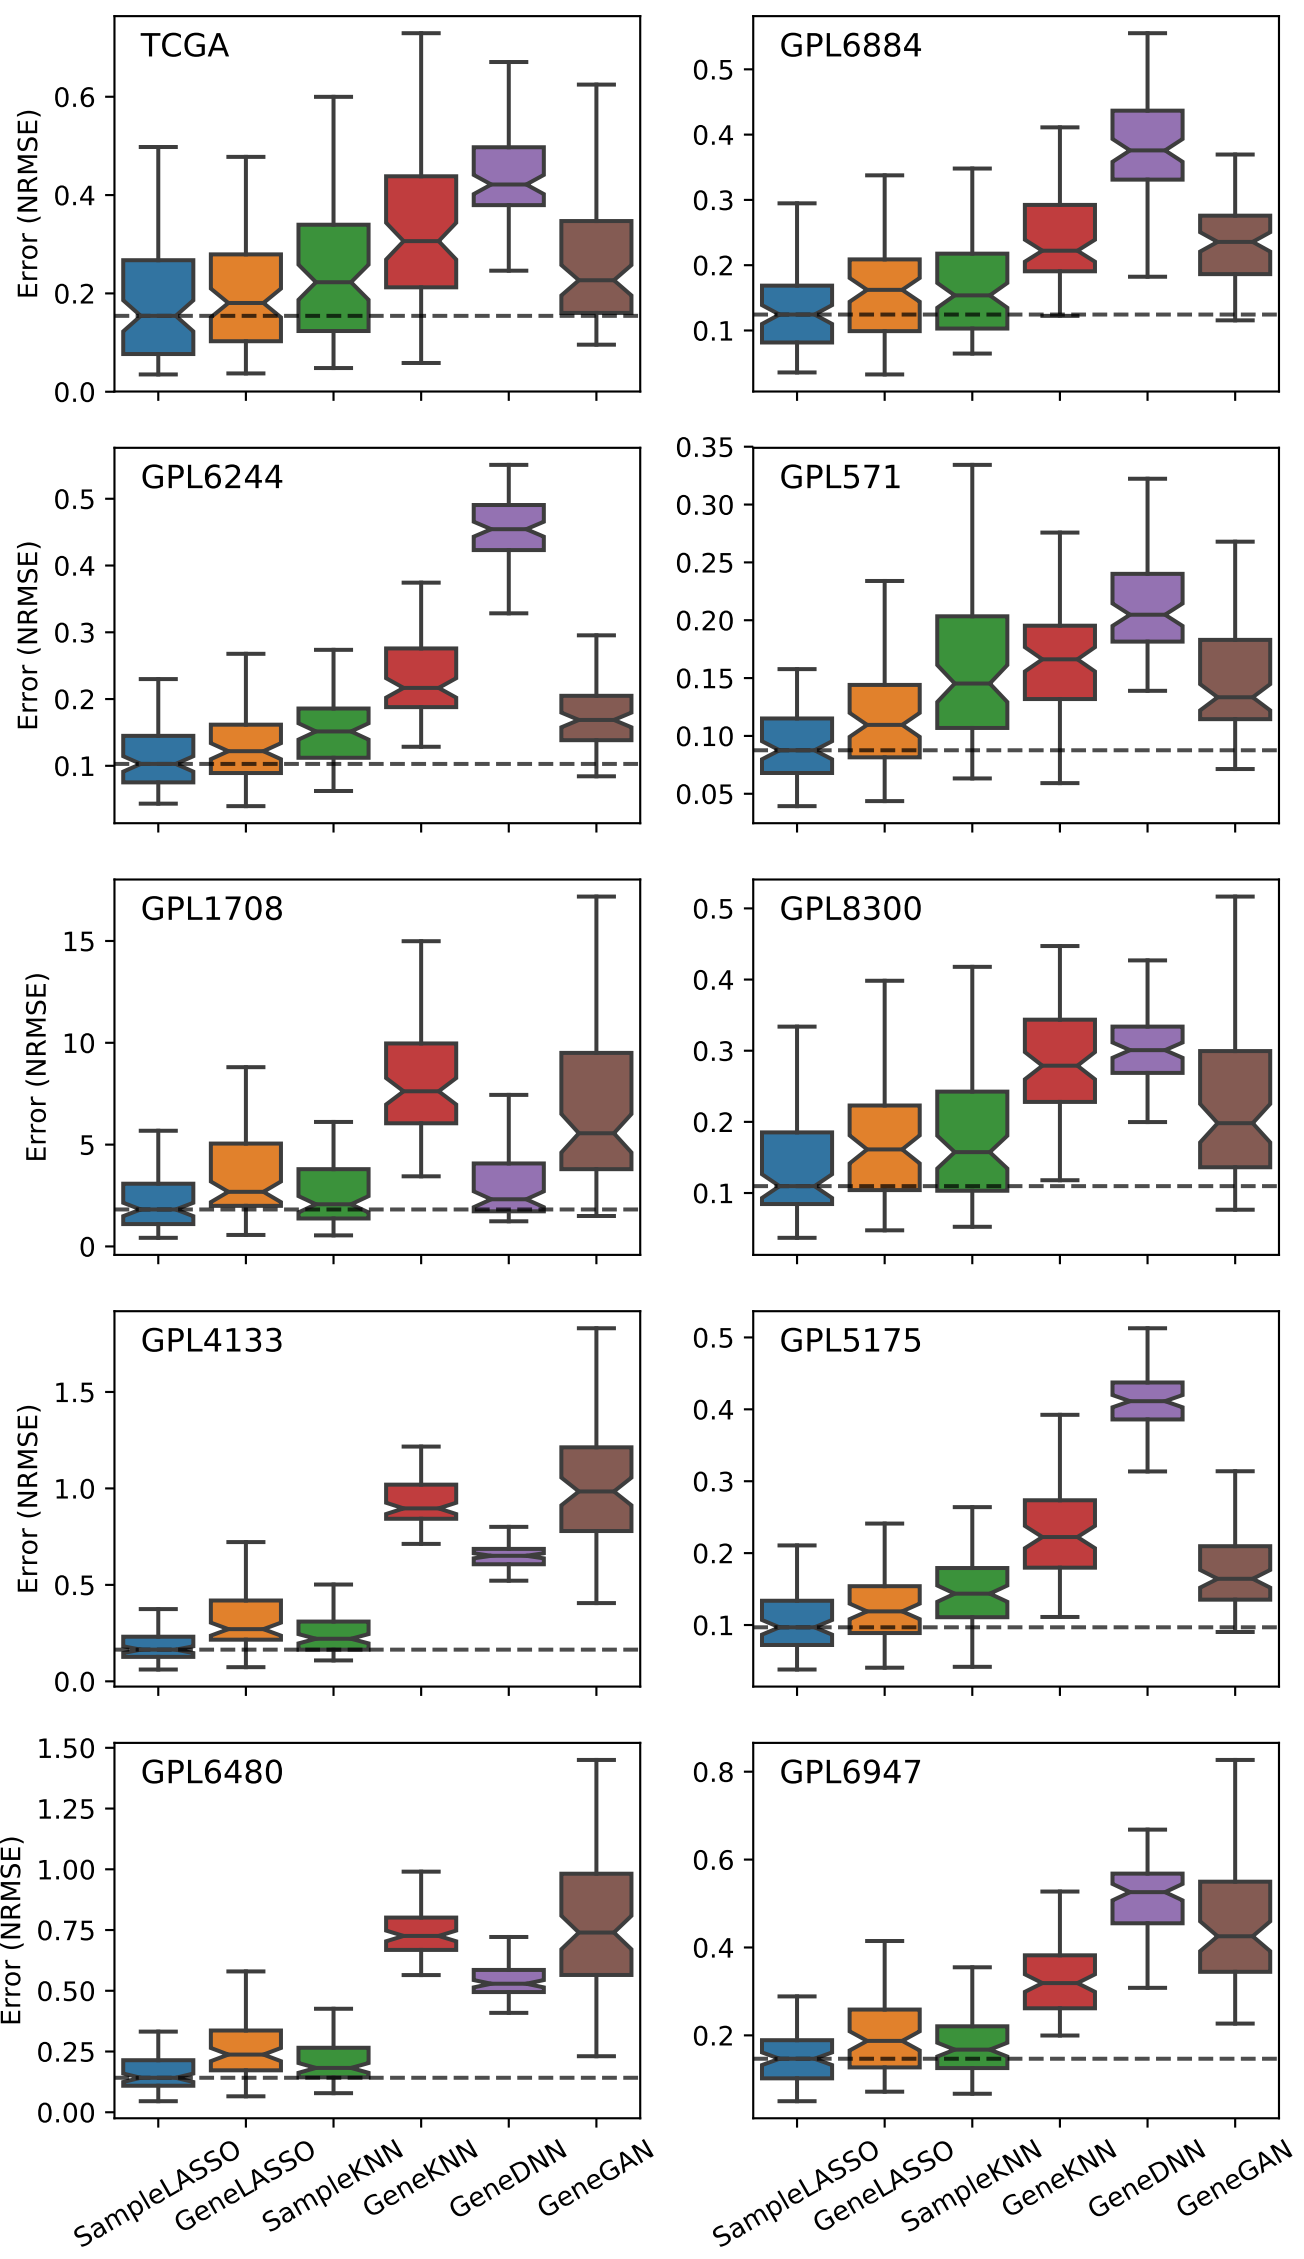 TCGA
Error (NRMSE)
0.6
0.4
0.2
0.0
GPL6884
0.5
0.4
0.3
0.2
0.1
GPL6244
Error (NRMSE)
0.5
0.4
0.3
0.2
0.1
GPL571
0.35
0.30
0.25
0.20
0.15
0.10
0.05
GPL1708
Error (NRMSE)
15
10
5
0
GPL8300
0.5
0.4
0.3
0.2
0.1
GPL4133
Error (NRMSE)
1.5
1.0
0.5
0.0
GPL5175
0.5
0.4
0.3
0.2
0.1
GPL6480
Error (NRMSE)
1.50
1.25
1.00
0.75
0.50
0.25
0.00
GPL6947
0.8
0.6
0.4
0.2
SampleLASSO
GeneLASSO
SampleKNN
GeneKNN
GeneDNN
GeneGAN
SampleLASSO
GeneLASSO
SampleKNN
GeneKNN
GeneDNN
GeneGAN